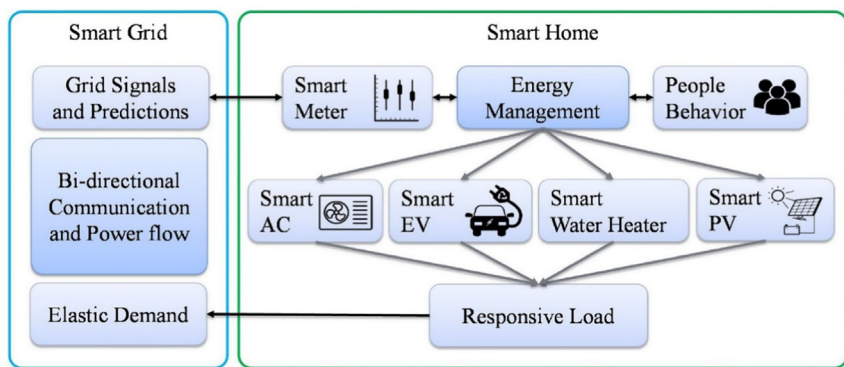 Smart Grid
Grid Signals
and Predictions
Bi-directional
Communication
and Power flow
Elastic Demand
Smart Home
Smart
Meter
Energy
Management
People
Behavior
Smart
AC
Smart
EV
Smart
Water Heater
Smart
PV
Responsive Load